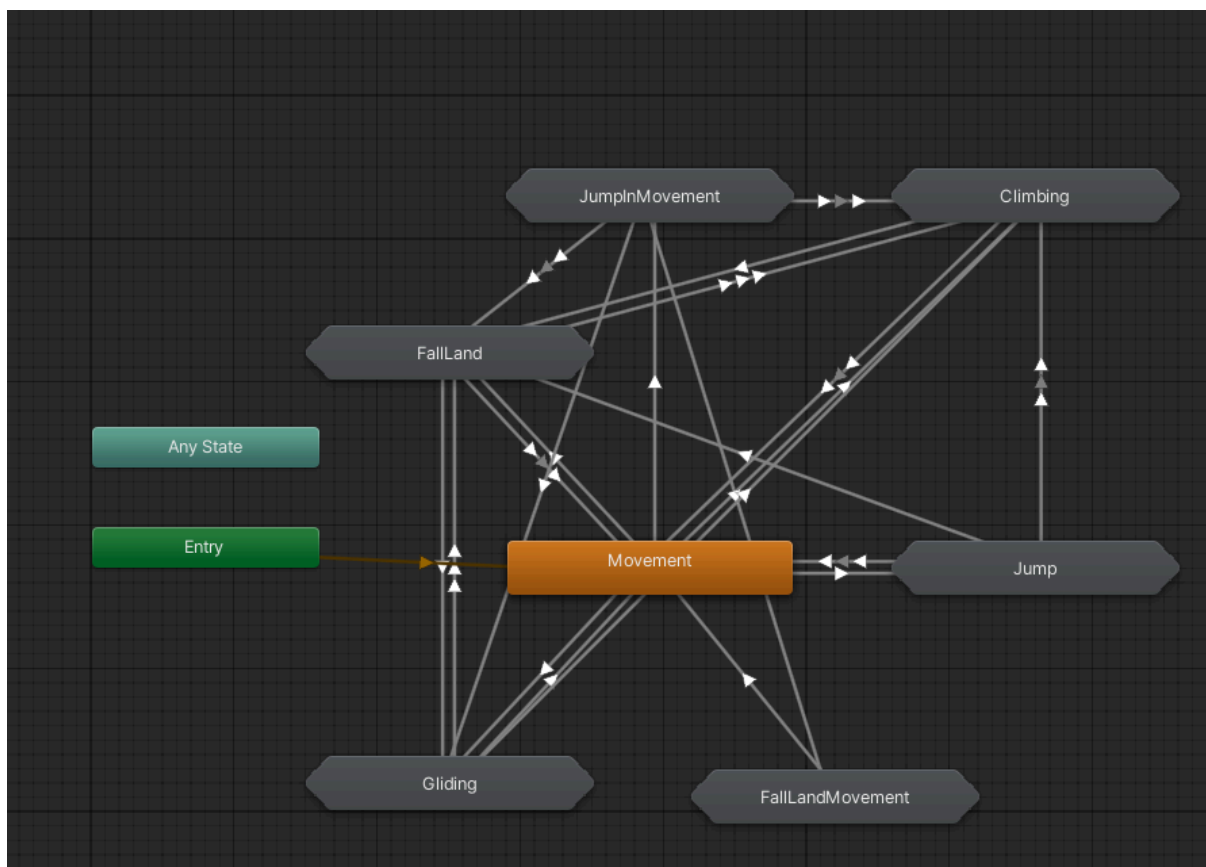 JumpInMovement
Climbing
FallLand
Any State
Entry
Movement
Jump
Gliding
FallLandMovement